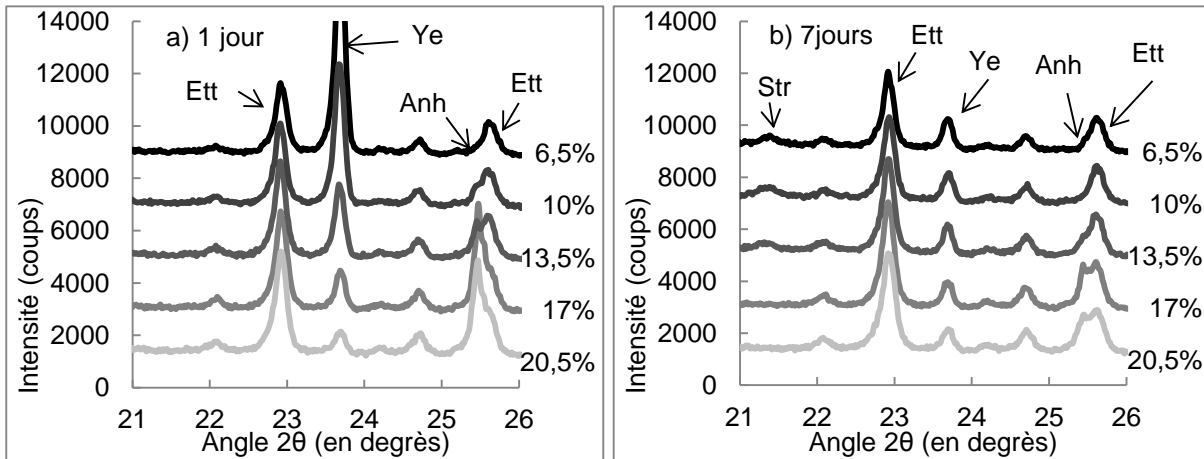 a) 1 jour
Ye
Ett
Anh
Ett
14000
12000
10000
8000
6000
4000
2000
0
6,5%
10%
13,5%
17%
20,5%
21 22 23 24 25 26
Angle 2θ (en degrès)
Intensité (coups)
b) 7jours
Ett
Ye
Anh
Ett
Str
14000
12000
10000
8000
6000
4000
2000
0
6,5%
10%
13,5%
17%
20,5%
21 22 23 24 25 26
Angle 2θ (en degrès)
Intensité (coups)